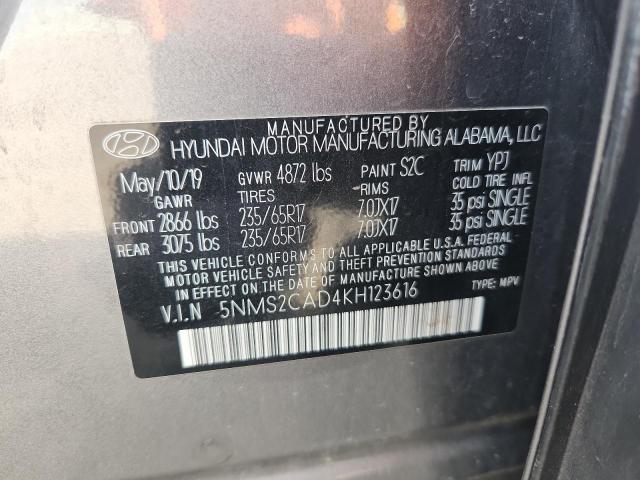 MANUFACTURED BY
HYUNDAI MOTOR MANUFACTURING ALABAMA, LLC
May/10/19 GVWR 4872 lbs PAINT S2C TRIM YPJ
GAWR TIRES RIMS COLD TIRE INFL
FRONT 2866 lbs 235/65R17 7.0JX17 35 psi SINGLE
REAR 3075 lbs 235/65R17 7.0JX17 35 psi SINGLE
THIS VEHICLE CONFORMS TO ALL APPLICABLE U.S.A. FEDERAL
MOTOR VEHICLE SAFETY AND THEFT PREVENTION STANDARDS
IN EFFECT ON THE DATE OF MANUFACTURE SHOWN ABOVE.
V.I.N 5NMS2CAD4KH123616 TYPE: MPV